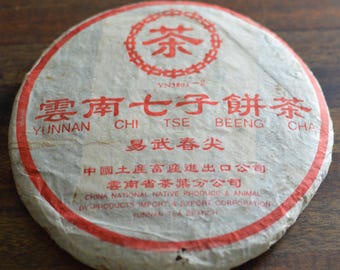 茶
雲南七子餅茶
YUNNAN CHI TSE BEENG CHA
易武春尖
中國土産畜産進出口公司
雲南省茶葉分公司
CHINA NATIONAL NATIVE PRODUCE & ANIMAL
BY-PRODUCTS IMPORT & EXPORT CORPORATION
YUNNAN TEA BRANCH